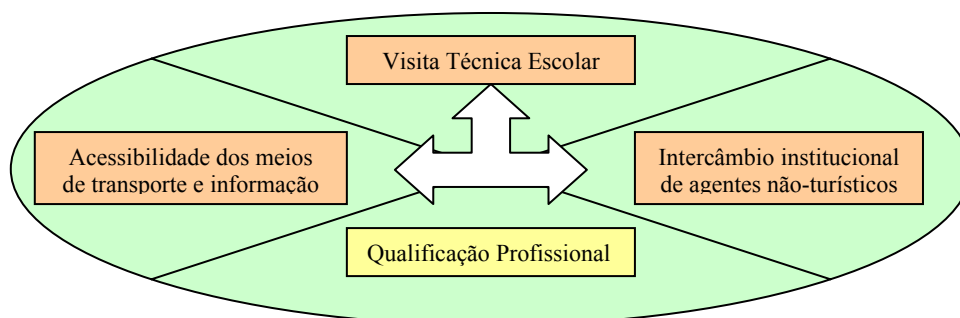 Visita Técnica Escolar
Acessibilidade dos meios
de transporte e informação
Intercâmbio institucional
de agentes não-turísticos
Qualificação Profissional